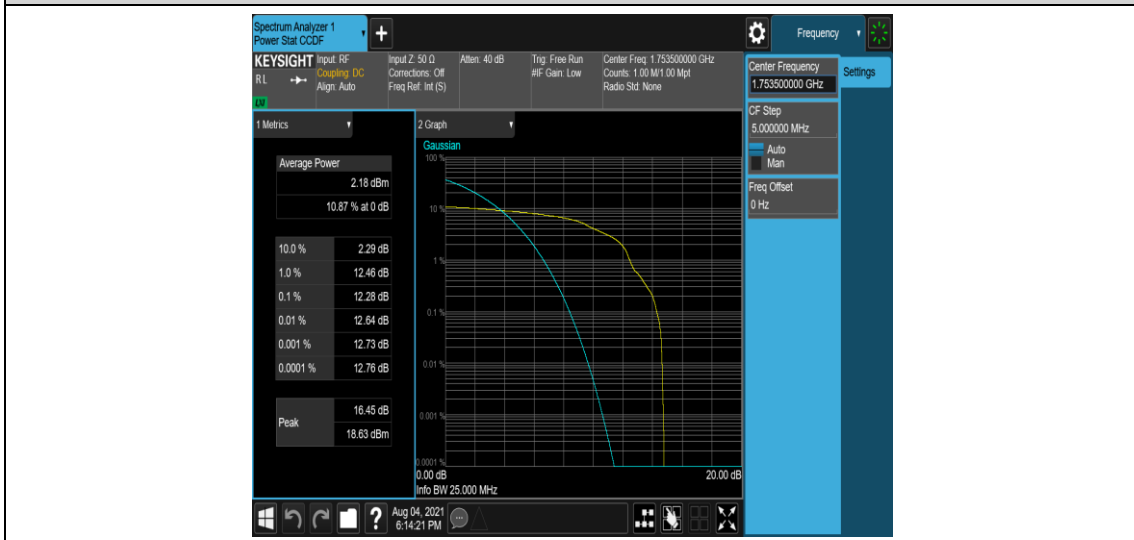 Spectrum Analyzer 1
Power Stat CCDF
+
Frequency
KEYSIGHT
RL
LXI
Input: RF
Coupling: DC
Align: Auto
Input Z: 50 Ω
Corrections: Off
Freq Ref: Int (S)
Atten: 40 dB
Trig: Free Run
#IF Gain: Low
Center Freq: 1.753500000 GHz
Counts: 1.00 M/1.00 Mpt
Radio Std: None
Center Frequency
1.753500000 GHz
Settings
CF Step
5.000000 MHz
Auto
Man
Freq Offset
0 Hz
1 Metrics
Average Power
2.18 dBm
10.87 % at 0 dB
10.0 % 2.29 dB
1.0 % 12.46 dB
0.1 % 12.28 dB
0.01 % 12.64 dB
0.001 % 12.73 dB
0.0001 % 12.76 dB
Peak
16.45 dB
18.63 dBm
2 Graph
Gaussian
100 %
10 %
1 %
0.1 %
0.01 %
0.001 %
0.0001 %
0.00 dB 20.00 dB
Info BW 25.000 MHz
?
Aug 04, 2021
6:14:21 PM